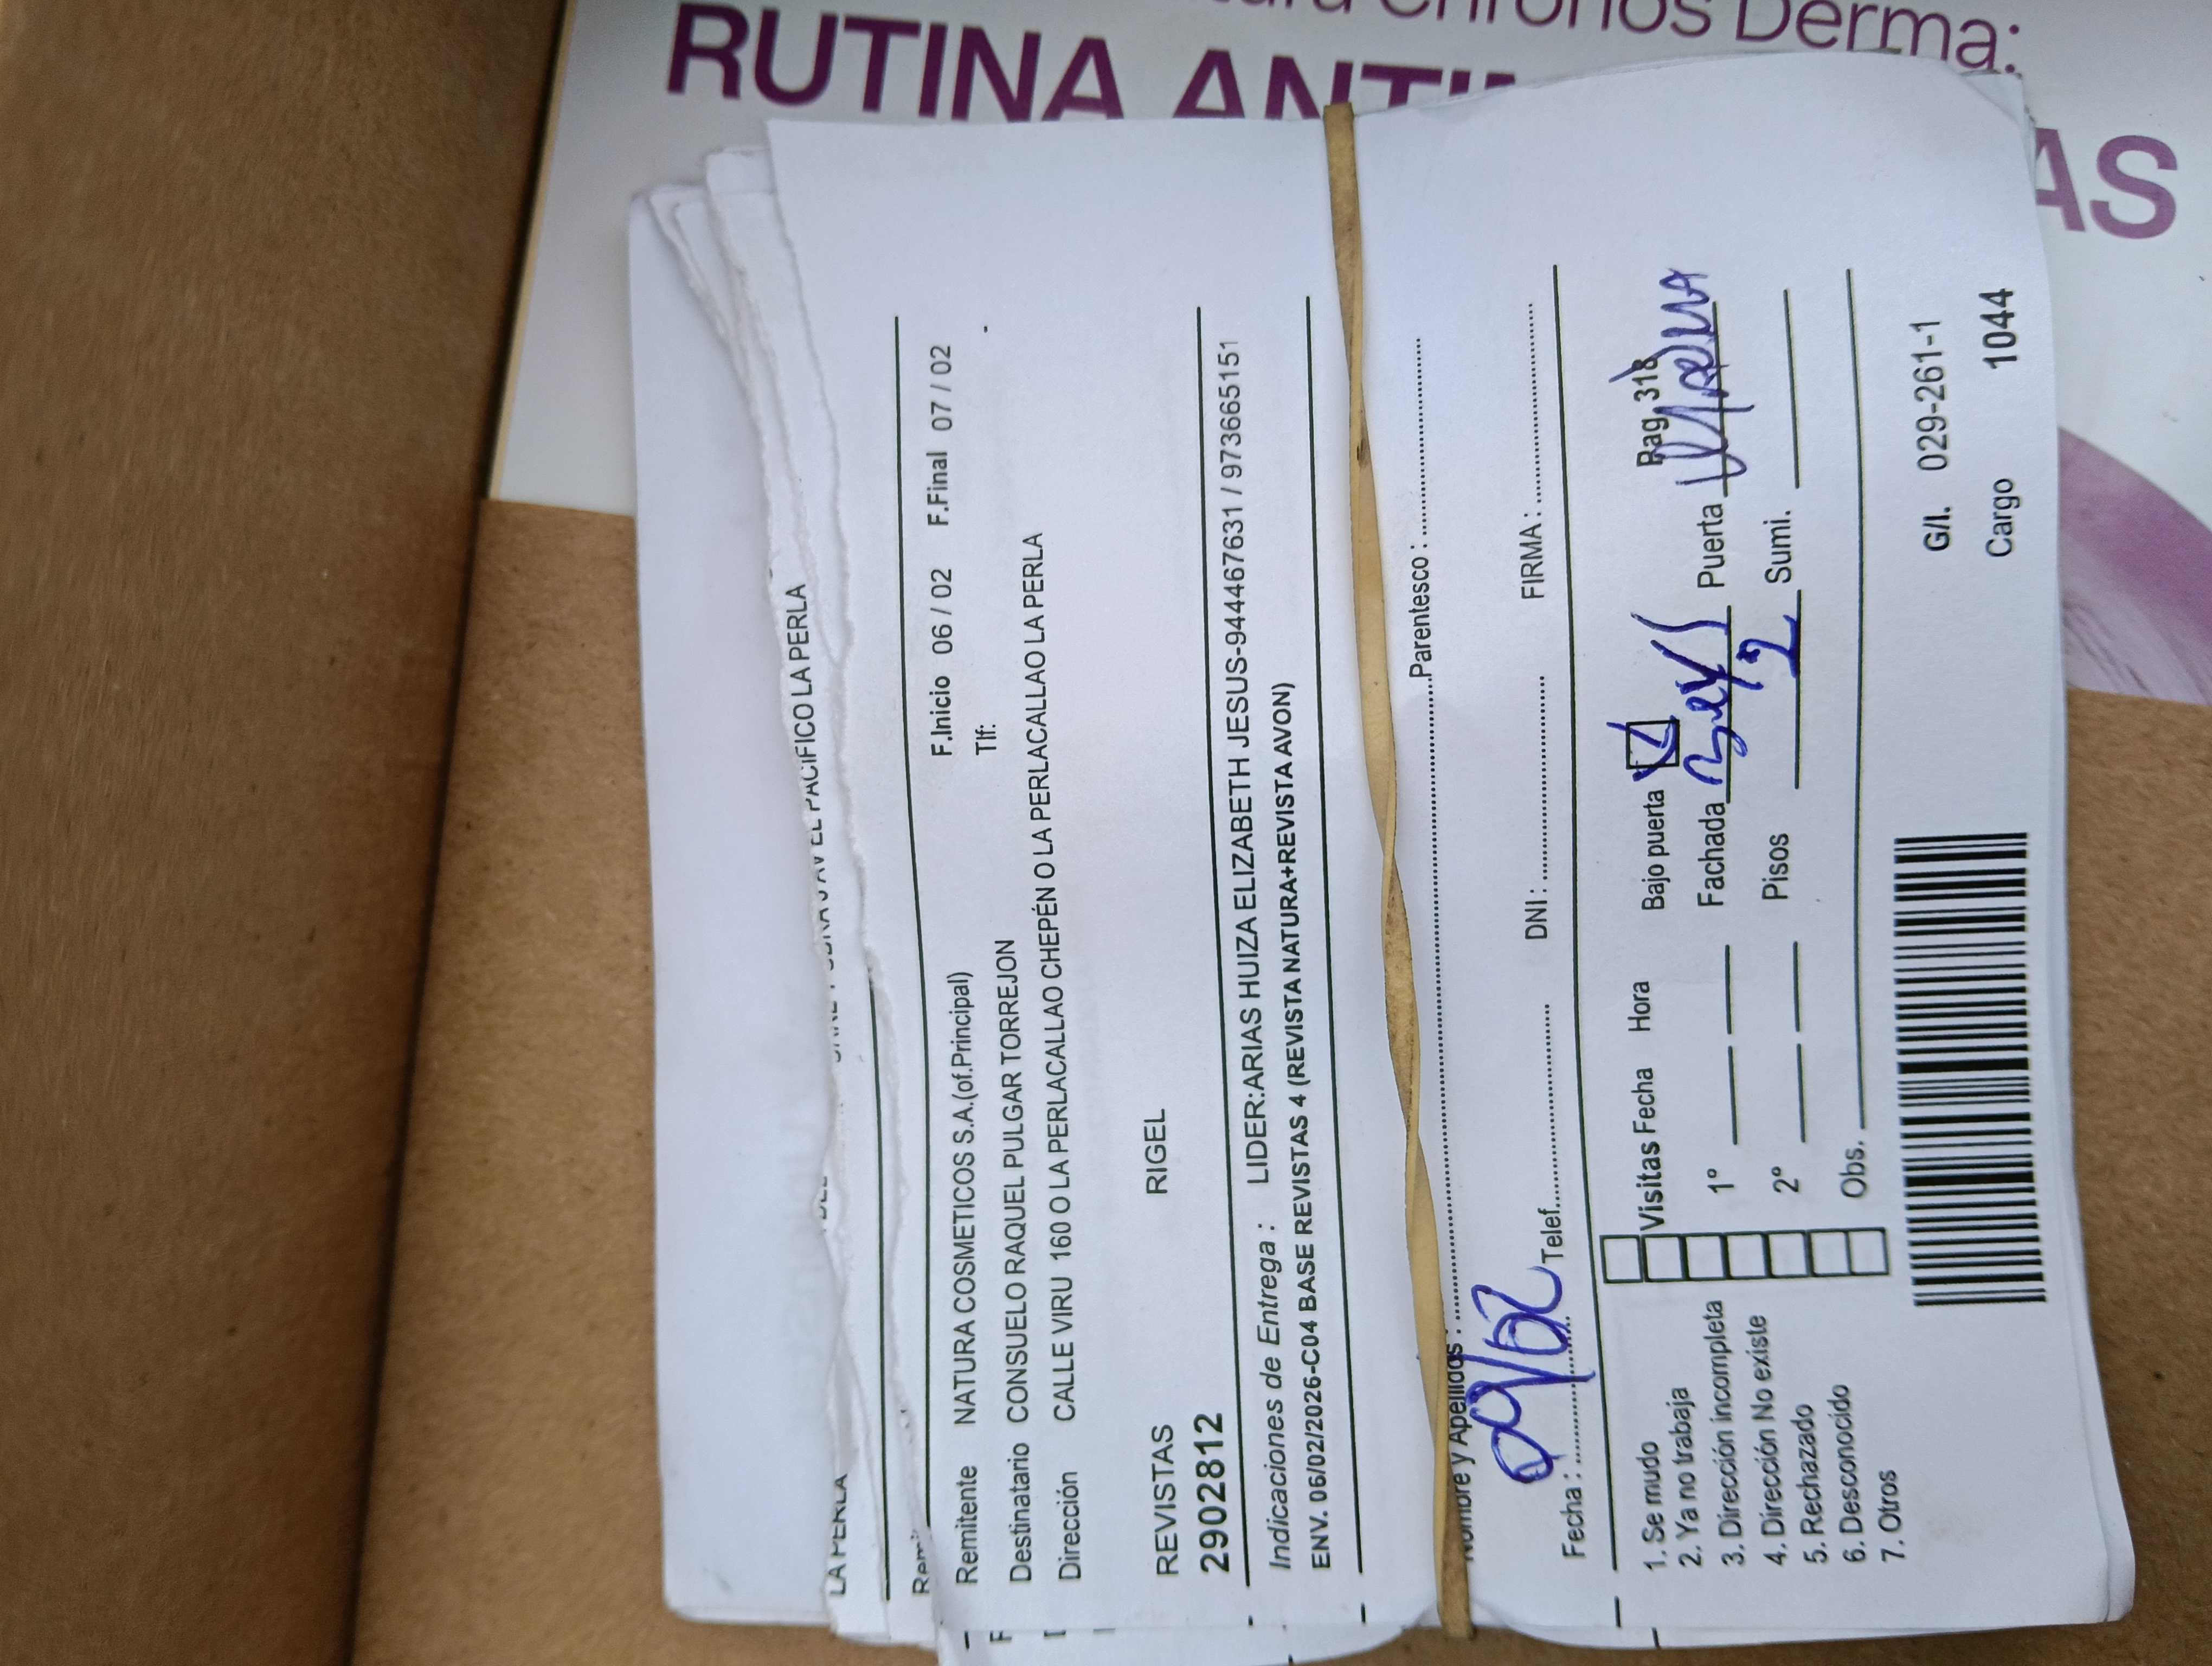 Chronos Derma:
RUTINA
AS
EL PACIFICO LA PERLA
LA PERLA
F.Inicio 06 / 02 F.Final 07 / 02
Remitente NATURA COSMETICOS S.A.(of.Principal)
Tlf:
Destinatario CONSUELO RAQUEL PULGAR TORREJON
Dirección CALLE VIRU 160 O LA PERLACALLAO CHEPÉN O LA PERLACALLAO LA PERLA
REVISTAS RIGEL
2902812
Indicaciones de Entrega : LIDER:ARIAS HUIZA ELIZABETH JESUS-944467631 / 973665151
ENV. 06/02/2026-C04 BASE REVISTAS 4 (REVISTA NATURA+REVISTA AVON)
Nombre y Apellidos : Parentesco :
Fecha : 09/02 Telef. DNI : FIRMA :
1. Se mudo
2. Ya no trabaja
3. Dirección incompleta
4. Dirección No existe
5. Rechazado
6. Desconocido
7. Otros
Visitas Fecha Hora Bajo puerta Pag. 318
1º Fachada Puerta
2º Pisos 2 Sumi.
Obs.
G/I. 029-261-1
Cargo 1044